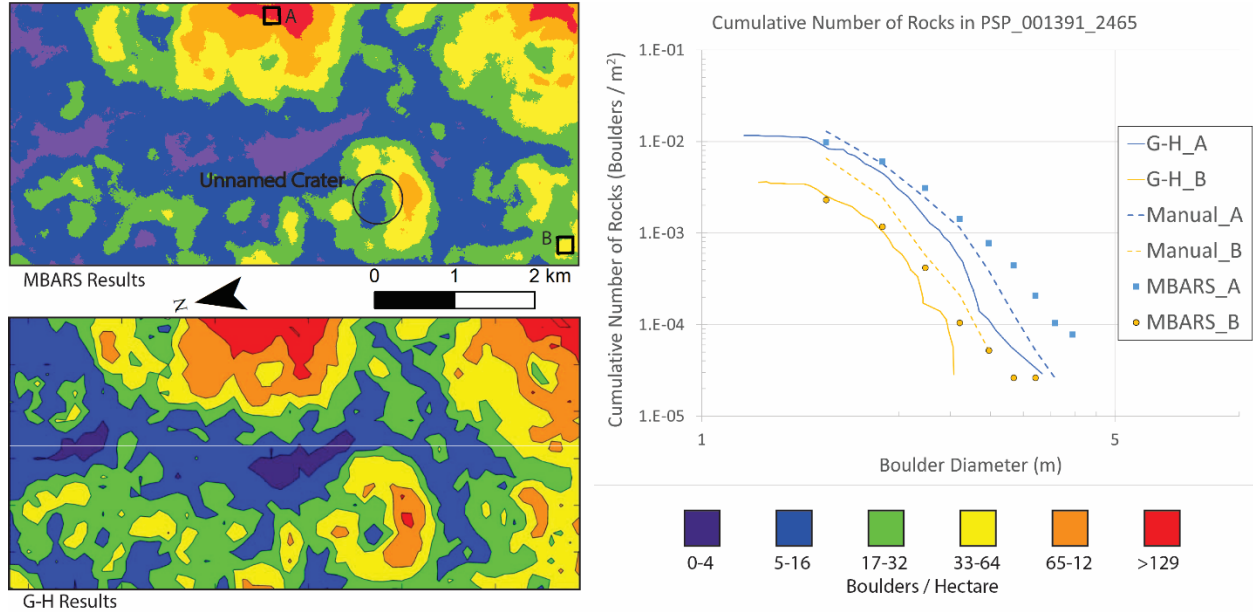 A
Unnamed Crater
B
MBARS Results
0 1 2 km
N
G-H Results
Cumulative Number of Rocks in PSP_001391_2465
Cumulative Number of Rocks (Boulders / m²)
1.E-01
1.E-02
1.E-03
1.E-04
1.E-05
1 5
Boulder Diameter (m)
G-H_A
G-H_B
Manual_A
Manual_B
MBARS_A
MBARS_B
0-4 5-16 17-32 33-64 65-12 >129
Boulders / Hectare